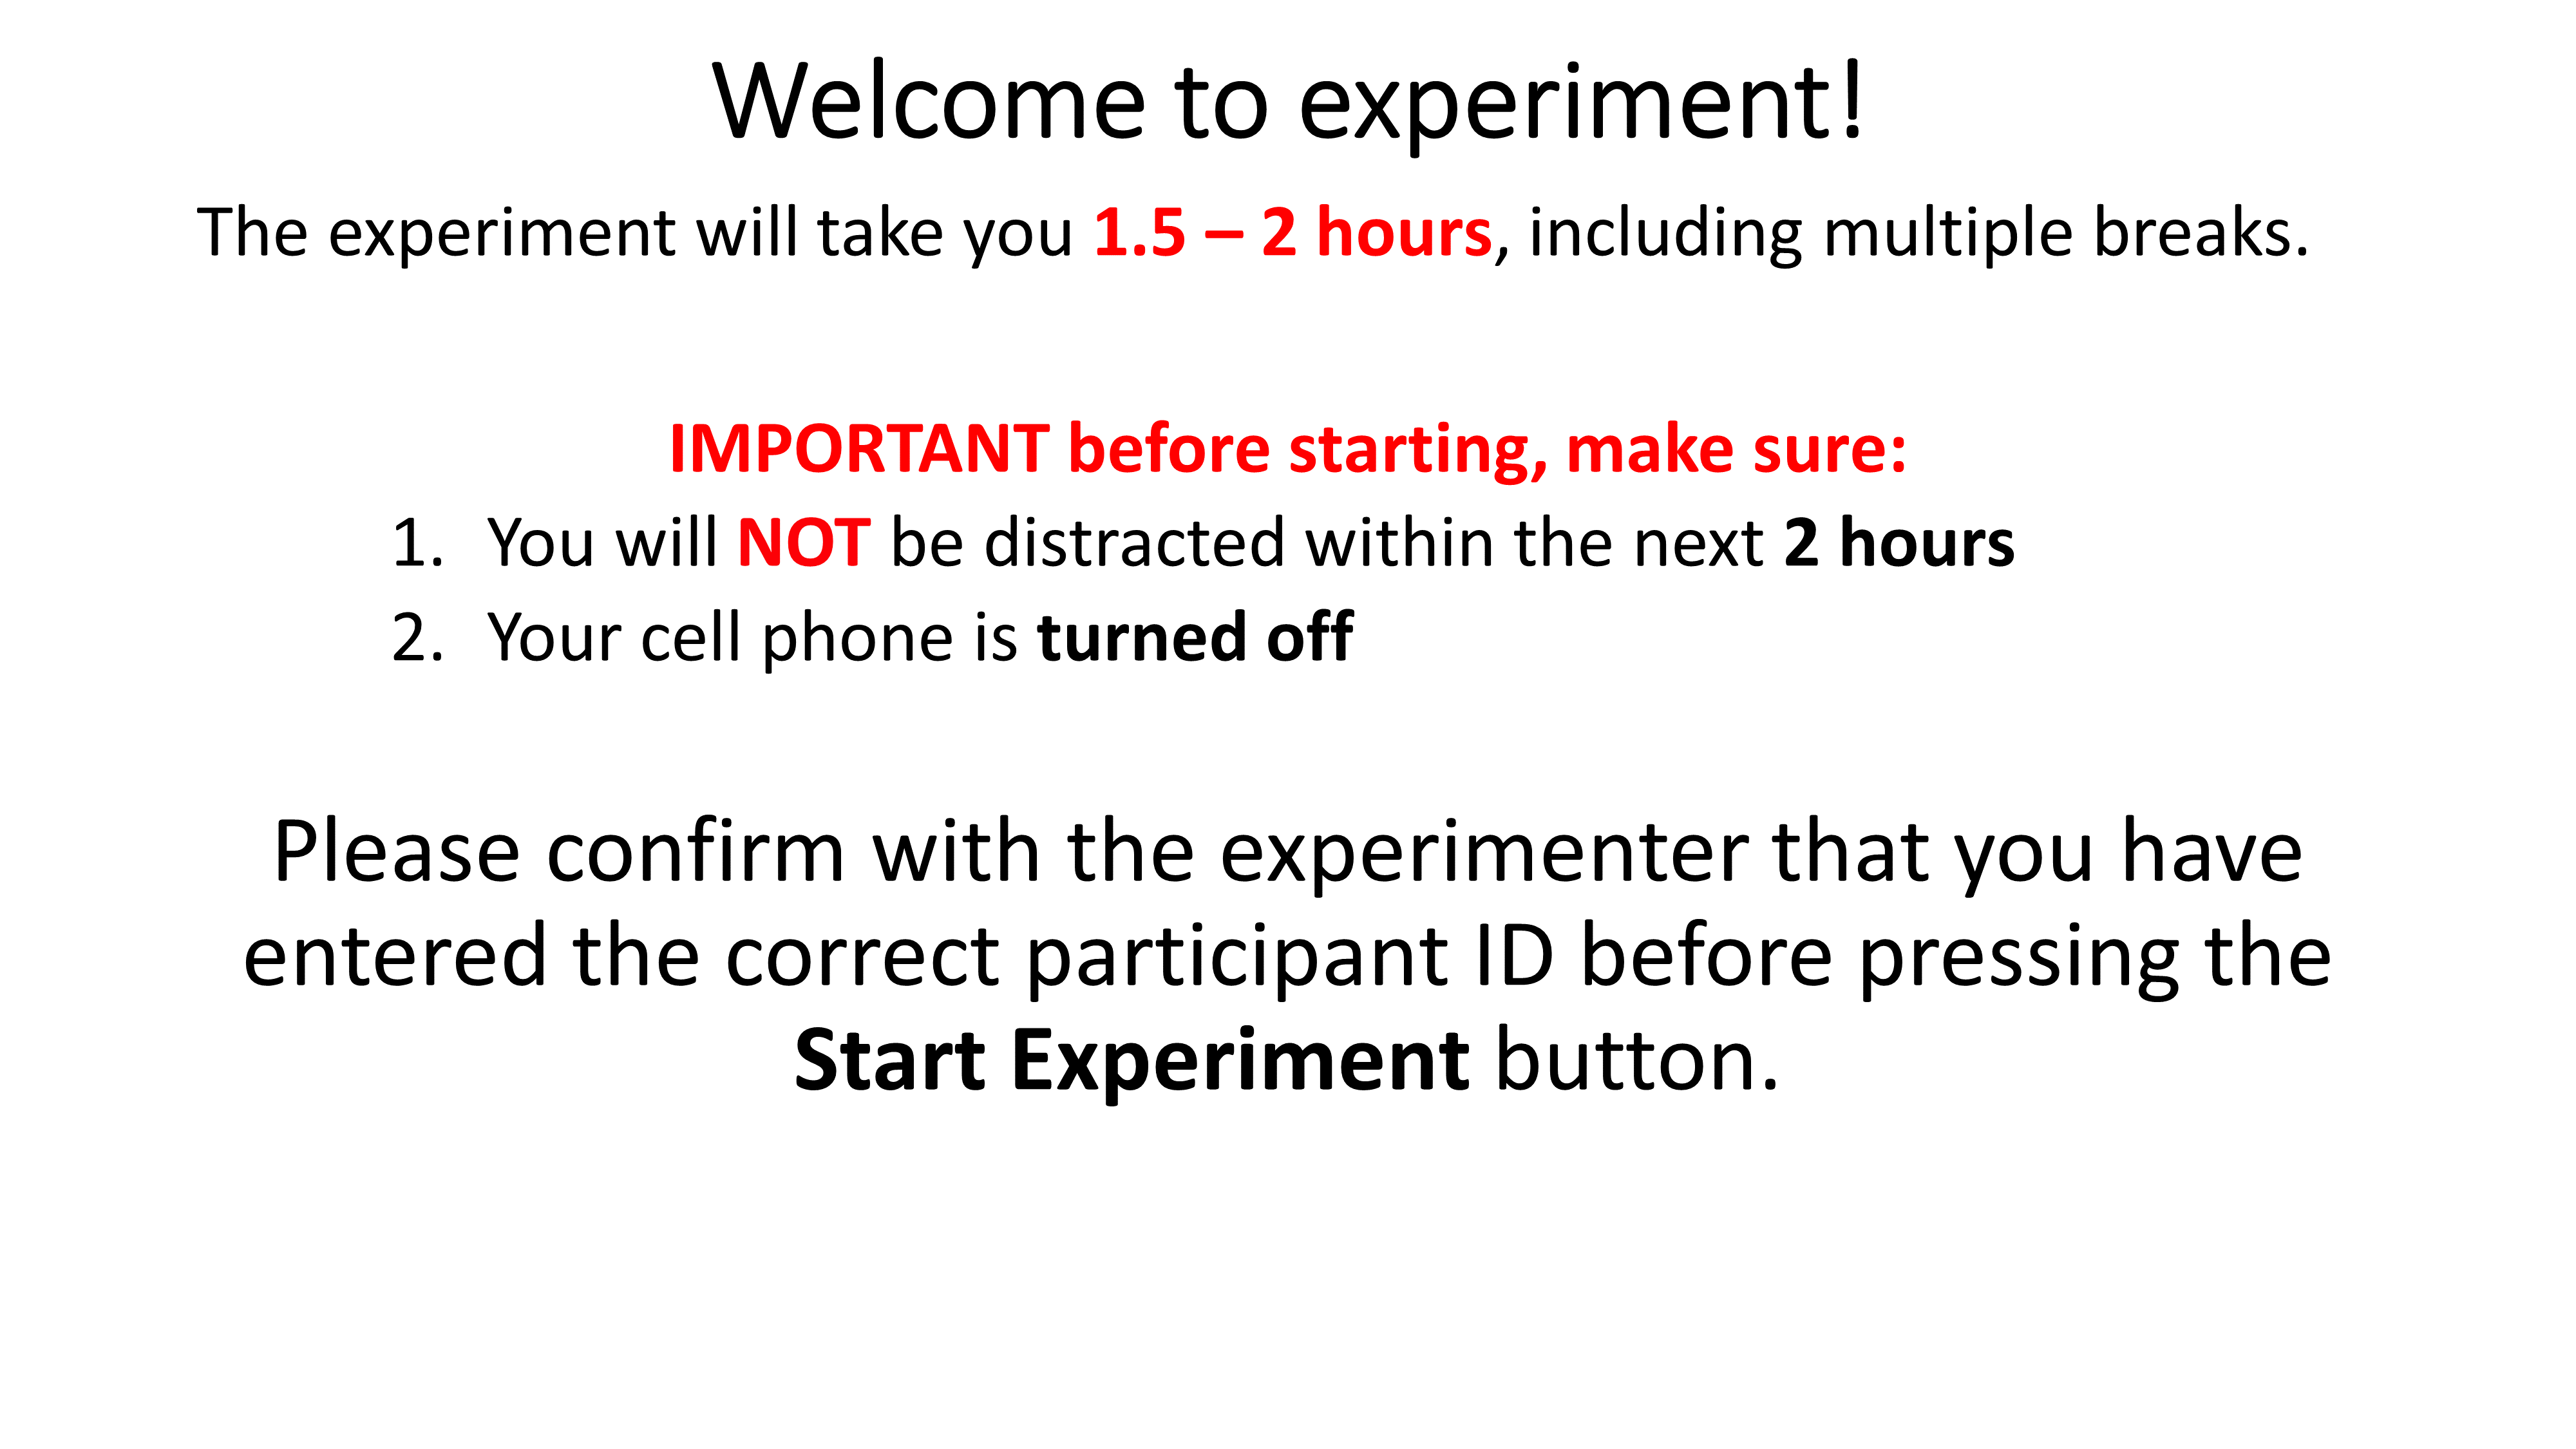 Welcome to experiment!
The experiment will take you 1.5 – 2 hours, including multiple breaks.
IMPORTANT before starting, make sure:
1. You will NOT be distracted within the next 2 hours
2. Your cell phone is turned off
Please confirm with the experimenter that you have
entered the correct participant ID before pressing the
Start Experiment button.